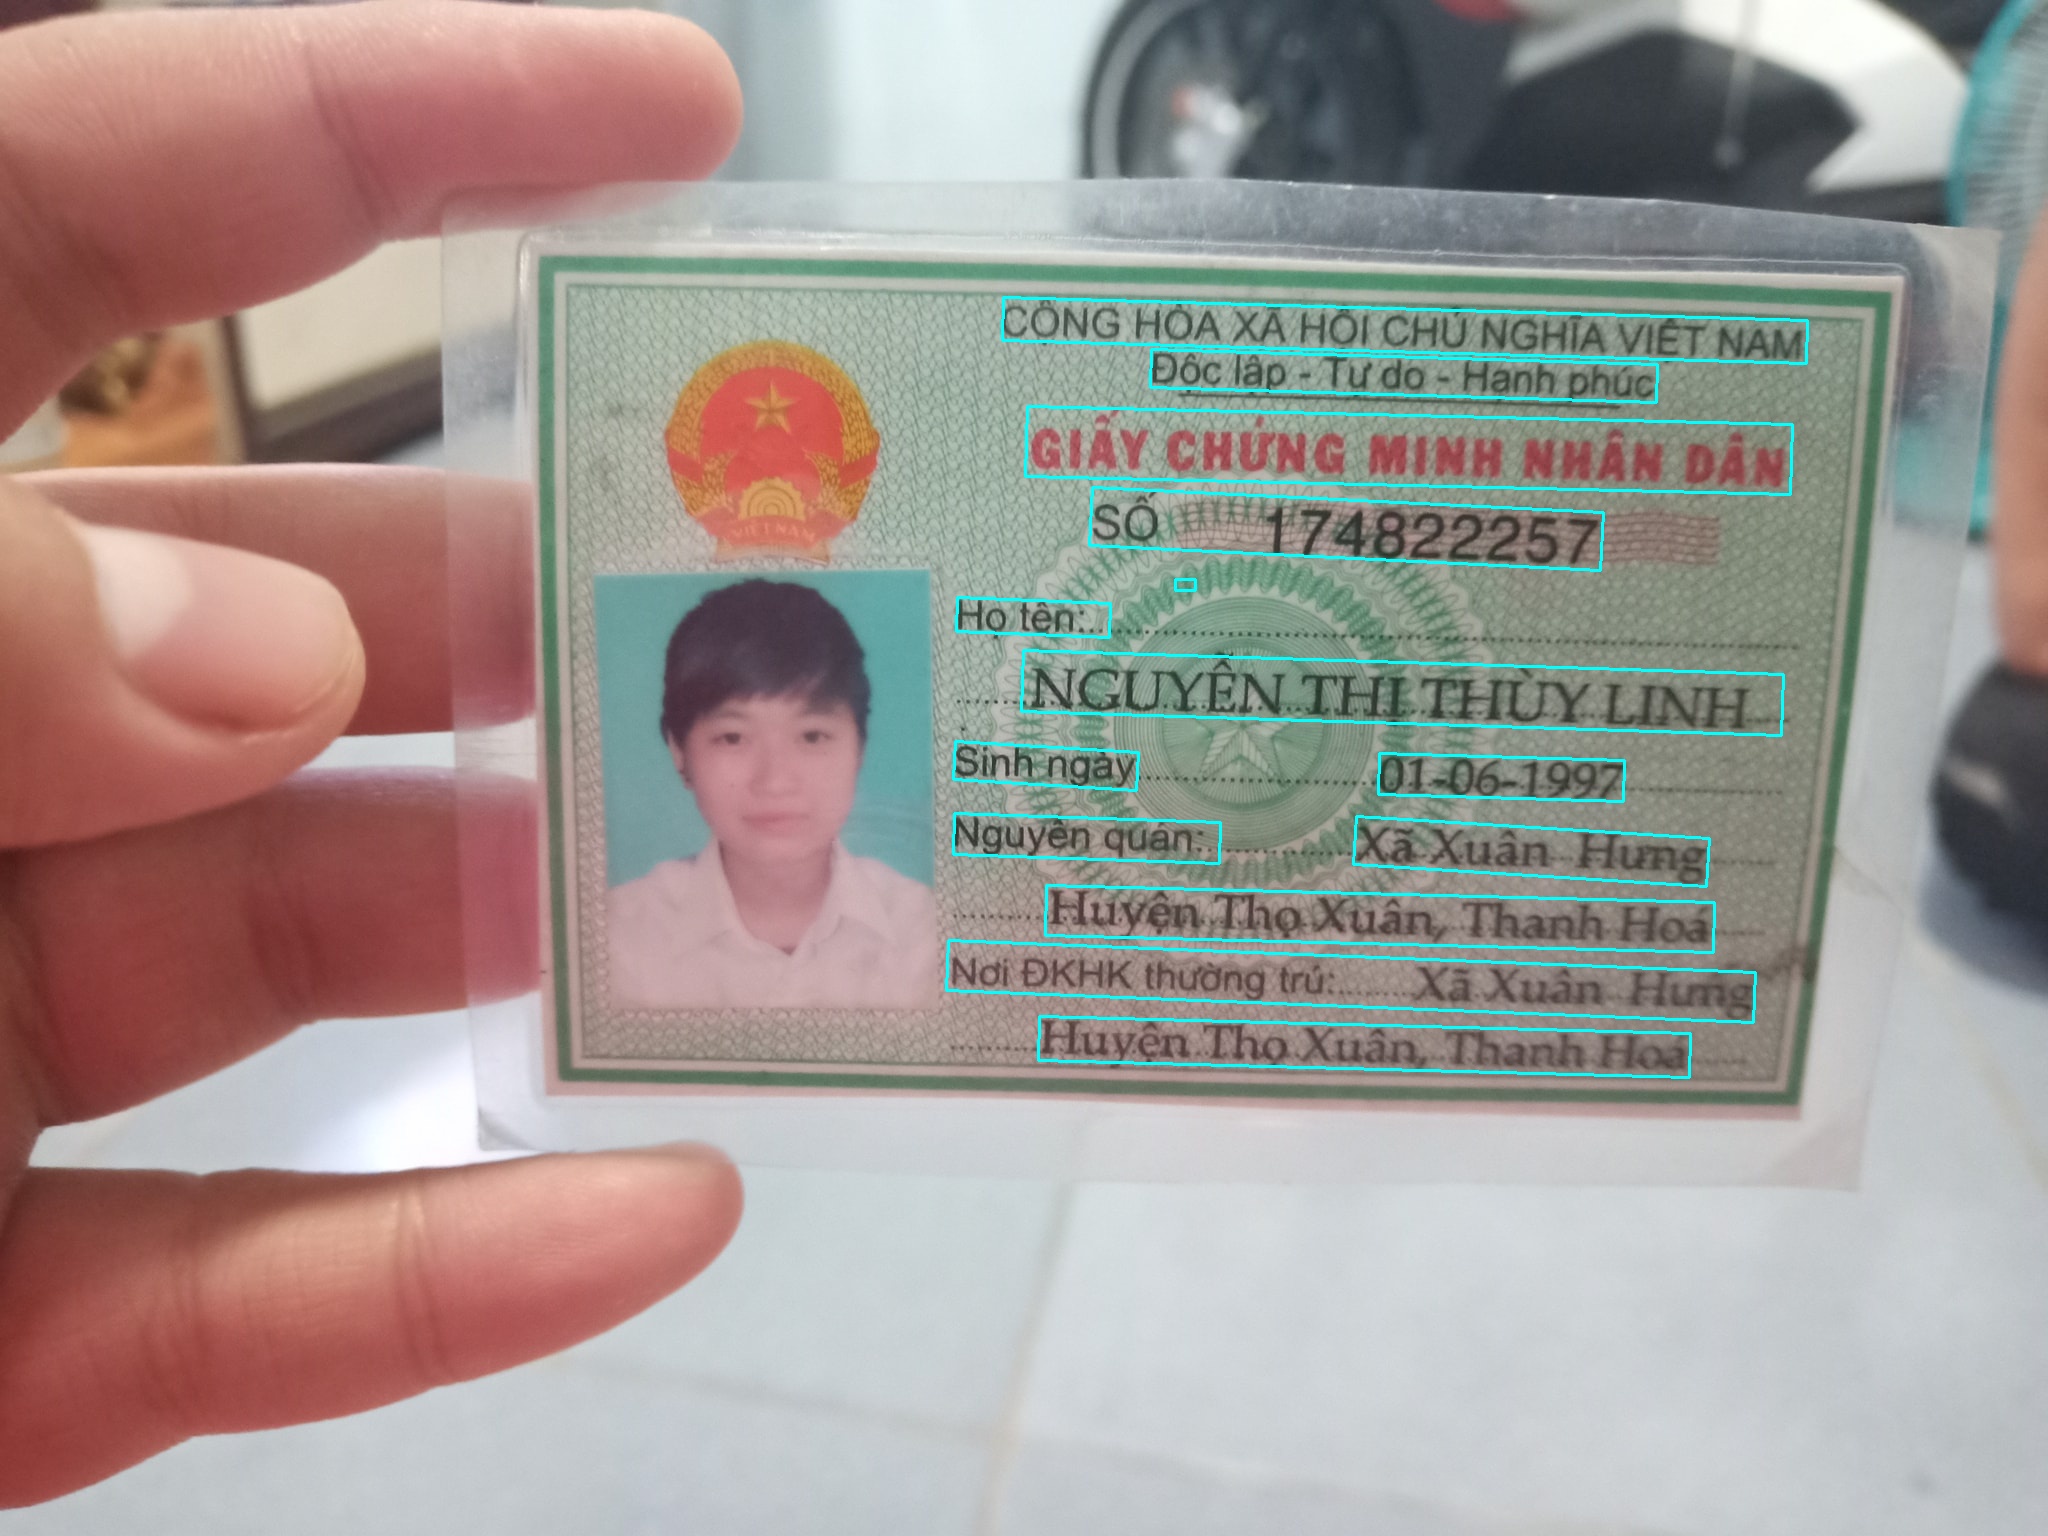 CỘNG HÒA XÃ HỘI CHỦ NGHĨA VIỆT NAM
Độc lập - Tự do - Hạnh phúc
GIẤY CHỨNG MINH NHÂN DÂN
SỐ 174822257
VIỆT NAM
Họ tên:
NGUYỄN THỊ THÙY LINH
Sinh ngày 01-06-1997
Nguyên quán: Xã Xuân Hưng
Huyện Thọ Xuân, Thanh Hoá
Nơi ĐKHK thường trú: Xã Xuân Hưng
Huyện Thọ Xuân, Thanh Hoá